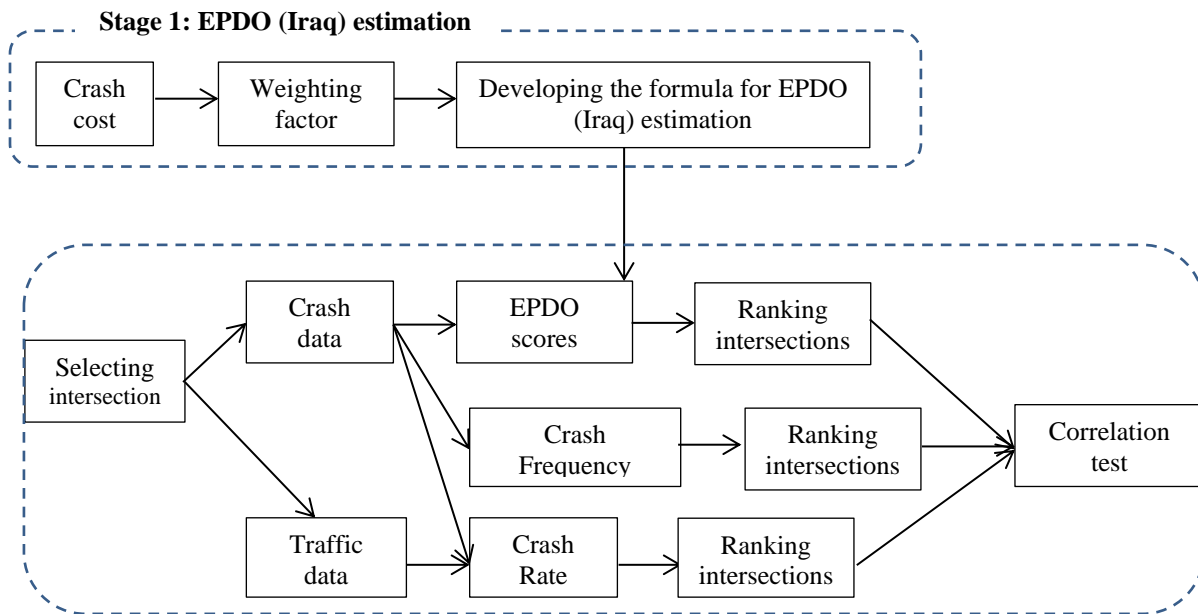 Stage 1: EPDO (Iraq) estimation
Crash
cost
Weighting
factor
Developing the formula for EPDO
(Iraq) estimation
Selecting
intersection
Crash
data
EPDO
scores
Ranking
intersections
Crash
Frequency
Ranking
intersections
Correlation
test
Traffic
data
Crash
Rate
Ranking
intersections